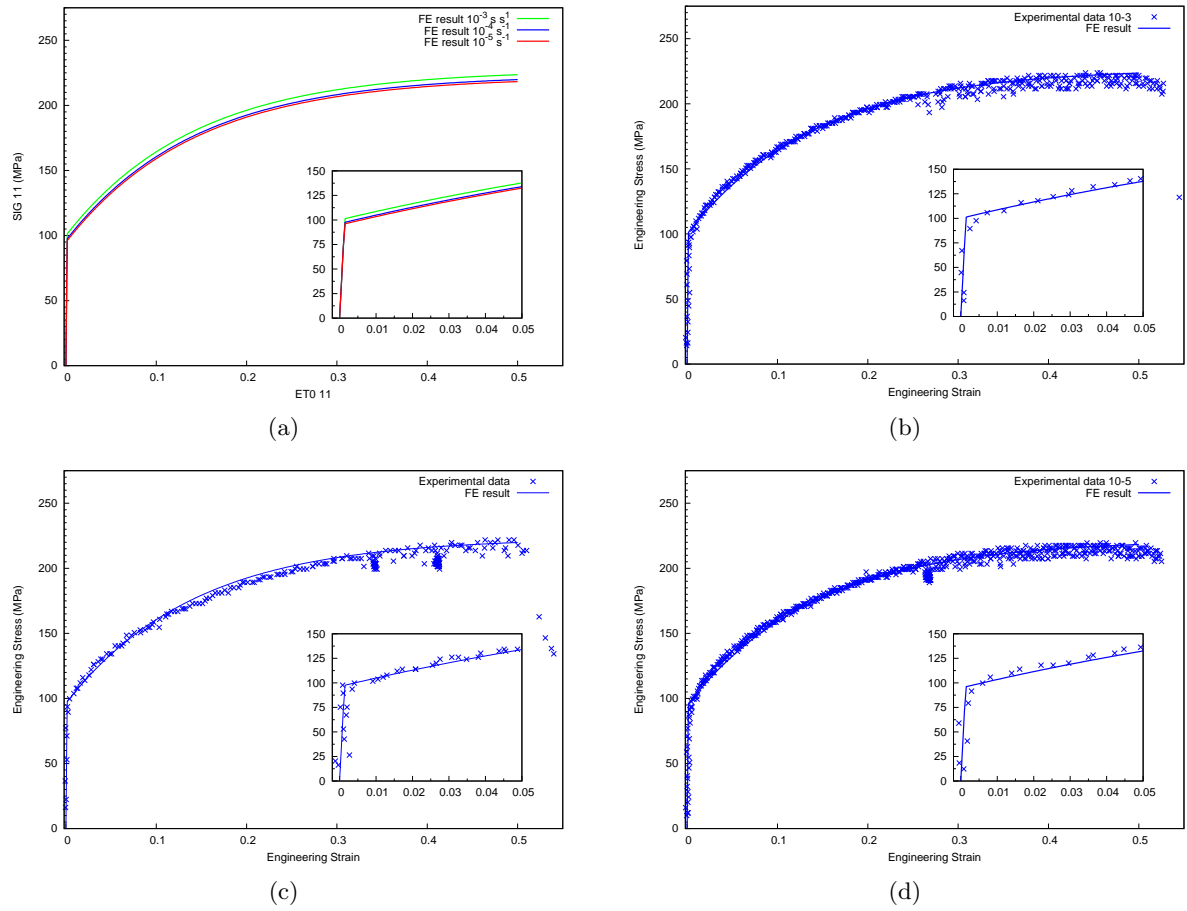 FE result 10-3 s s1
FE result 10-4 s-1
FE result 10-5 s-1
250
200
150
100
50
0
SIG 11 (MPa)
150
125
100
75
50
25
0
0 0.01 0.02 0.03 0.04 0.05
0 0.1 0.2 0.3 0.4 0.5
ET0 11
(a)
Experimental data 10-3
FE result
250
200
150
100
50
0
Engineering Stress (MPa)
150
125
100
75
50
25
0
0 0.01 0.02 0.03 0.04 0.05
0 0.1 0.2 0.3 0.4 0.5
Engineering Strain
(b)
Experimental data
FE result
250
200
150
100
50
0
Engineering Stress (MPa)
150
125
100
75
50
25
0
0 0.01 0.02 0.03 0.04 0.05
0 0.1 0.2 0.3 0.4 0.5
Engineering Strain
(c)
Experimental data 10-5
FE result
250
200
150
100
50
0
Engineering Stress (MPa)
150
125
100
75
50
25
0
0 0.01 0.02 0.03 0.04 0.05
0 0.1 0.2 0.3 0.4 0.5
Engineering Strain
(d)